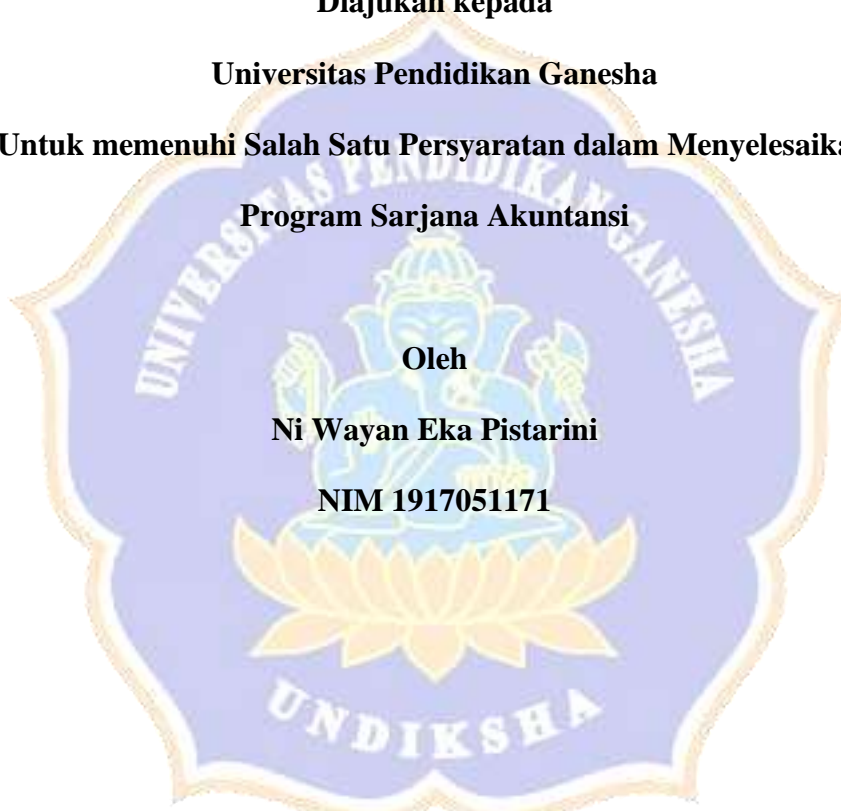 Diajukan kepada
Universitas Pendidikan Ganesha
Untuk memenuhi Salah Satu Persyaratan dalam Menyelesaika
Program Sarjana Akuntansi
UNIVERSITAS PENDIDIKAN GANESHA
Oleh
Ni Wayan Eka Pistarini
NIM 1917051171
UNDIKSHA